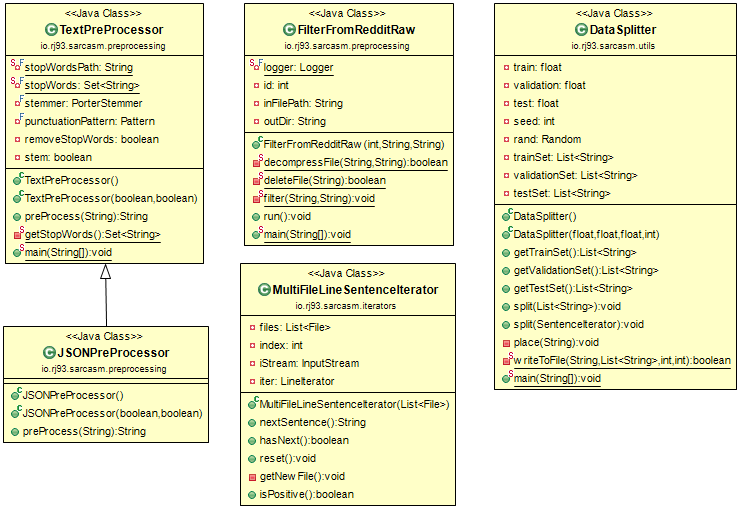 <<Java Class>>
TextPreProcessor
io.rj93.sarcasm.preprocessing
stopWordsPath: String
stopWords: Set<String>
stemmer: PorterStemmer
punctuationPattern: Pattern
removeStopWords: boolean
stem: boolean
TextPreProcessor()
TextPreProcessor(boolean,boolean)
preProcess(String):String
getStopWords():Set<String>
main(String[]):void
<<Java Class>>
JSONPreProcessor
io.rj93.sarcasm.preprocessing
JSONPreProcessor()
JSONPreProcessor(boolean,boolean)
preProcess(String):String
<<Java Class>>
FilterFromRedditRaw
io.rj93.sarcasm.preprocessing
logger: Logger
id: int
inFilePath: String
outDir: String
FilterFromRedditRaw(int,String,String)
decompressFile(String,String):boolean
deleteFile(String):boolean
filter(String,String):void
run():void
main(String[]):void
<<Java Class>>
MultiFileLineSentenceIterator
io.rj93.sarcasm.iterators
files: List<File>
index: int
iStream: InputStream
iter: LineIterator
MultiFileLineSentenceIterator(List<File>)
nextSentence():String
hasNext():boolean
reset():void
getNewFile():void
isPositive():boolean
<<Java Class>>
DataSplitter
io.rj93.sarcasm.utils
train: float
validation: float
test: float
seed: int
rand: Random
trainSet: List<String>
validationSet: List<String>
testSet: List<String>
DataSplitter()
DataSplitter(float,float,float,int)
getTrainSet():List<String>
getValidationSet():List<String>
getTestSet():List<String>
split(List<String>):void
split(SentenceIterator):void
place(String):void
writeToFile(String,List<String>,int,int):boolean
main(String[]):void